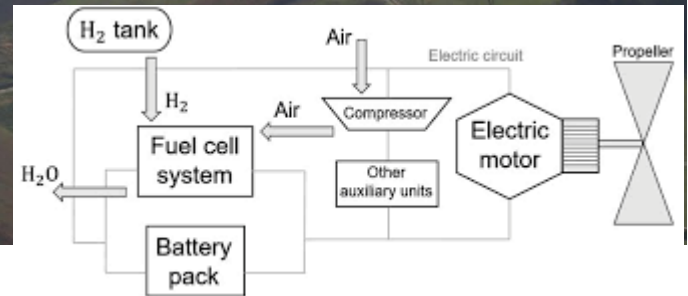 H₂ tank
Air
Electric circuit
Propeller
H₂
Air
Compressor
Electric
motor
Fuel cell
system
Other
auxiliary units
H₂O
Battery
pack